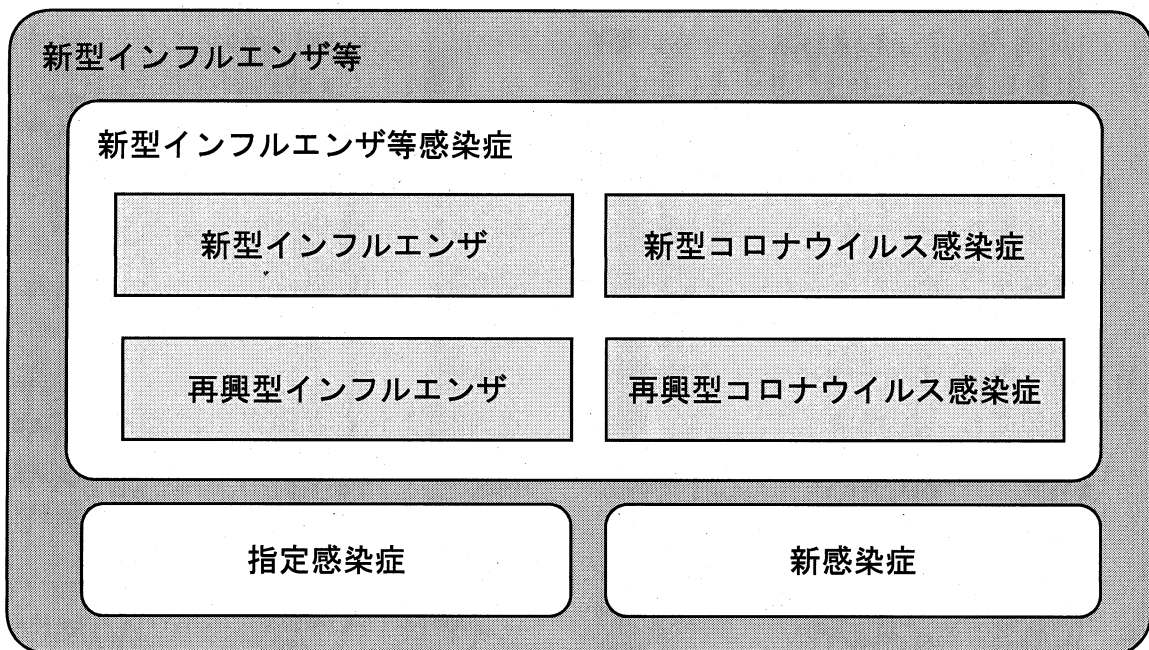 新型インフルエンザ等
新型インフルエンザ等感染症
新型インフルエンザ
新型コロナウイルス感染症
再興型インフルエンザ
再興型コロナウイルス感染症
指定感染症
新感染症